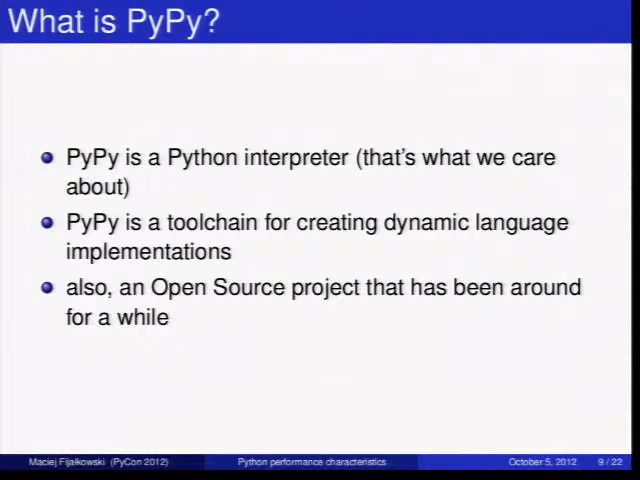 What is PyPy?
PyPy is a Python interpreter (that's what we care
about)
PyPy is a toolchain for creating dynamic language
implementations
also, an Open Source project that has been around
for a while
Maciej Fijałkowski (PyCon 2012) Python performance characteristics October 5, 2012 9 / 22